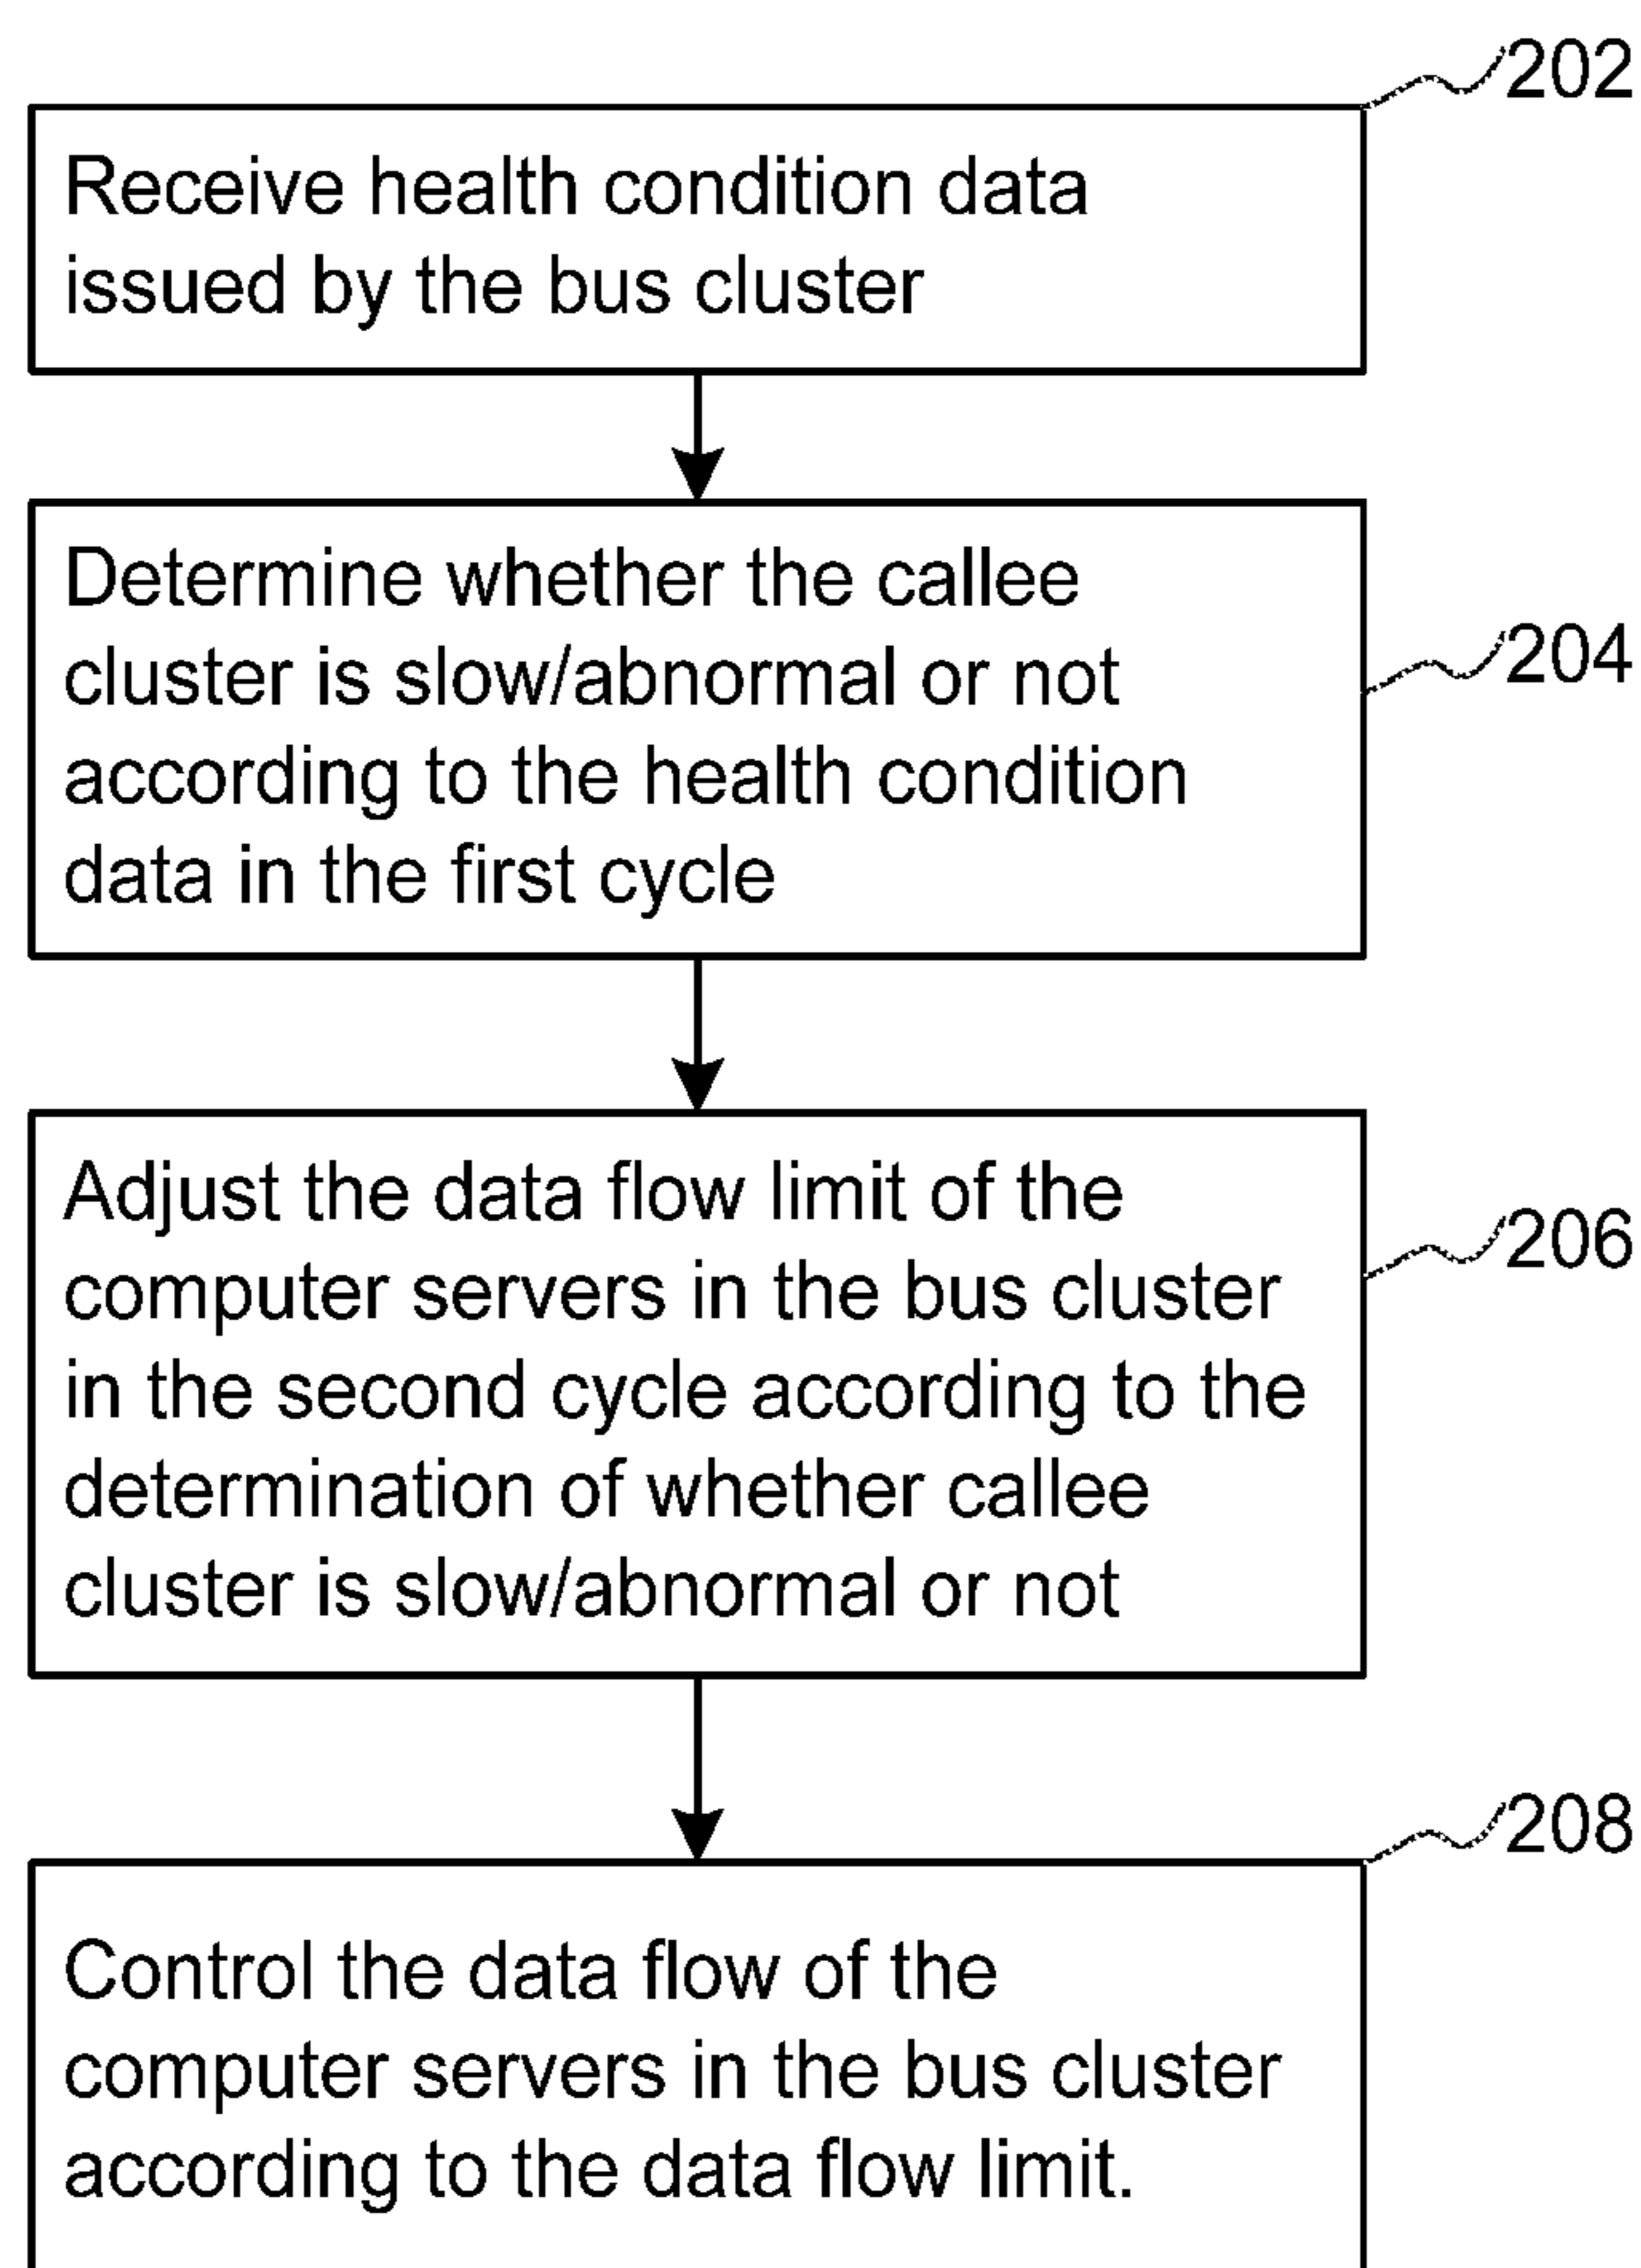 202
Receive health condition data
issued by the bus cluster
Determine whether the callee
cluster is slow/abnormal or not
according to the health condition
data in the first cycle
204
Adjust the data flow limit of the
computer servers in the bus cluster
in the second cycle according to the
determination of whether callee
cluster is slow/abnormal or not
206
208
Control the data flow of the
computer servers in the bus cluster
according to the data flow limit.